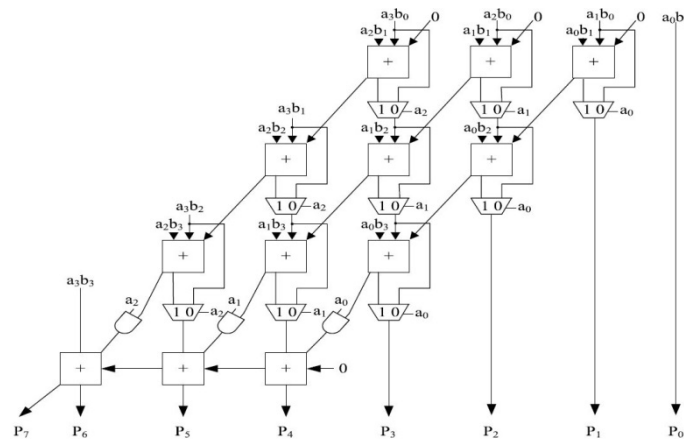 a₃b₀ 0 a₂b₀ 0 a₁b₀ 0 a₀b
a₂b₁ a₁b₁ a₀b₁
+ + +
1 0 a₂ 1 0 a₁ 1 0 a₀
a₃b₁
a₂b₂ a₁b₂ a₀b₂
+ + +
1 0 a₂ 1 0 a₁ 1 0 a₀
a₃b₂
a₂b₃ a₁b₃ a₀b₃
+ + +
a₃b₃
a₂ 1 0 a₂ a₁ 1 0 a₁ a₀ 1 0 a₀
+ + + 0
P₇ P₆ P₅ P₄ P₃ P₂ P₁ P₀